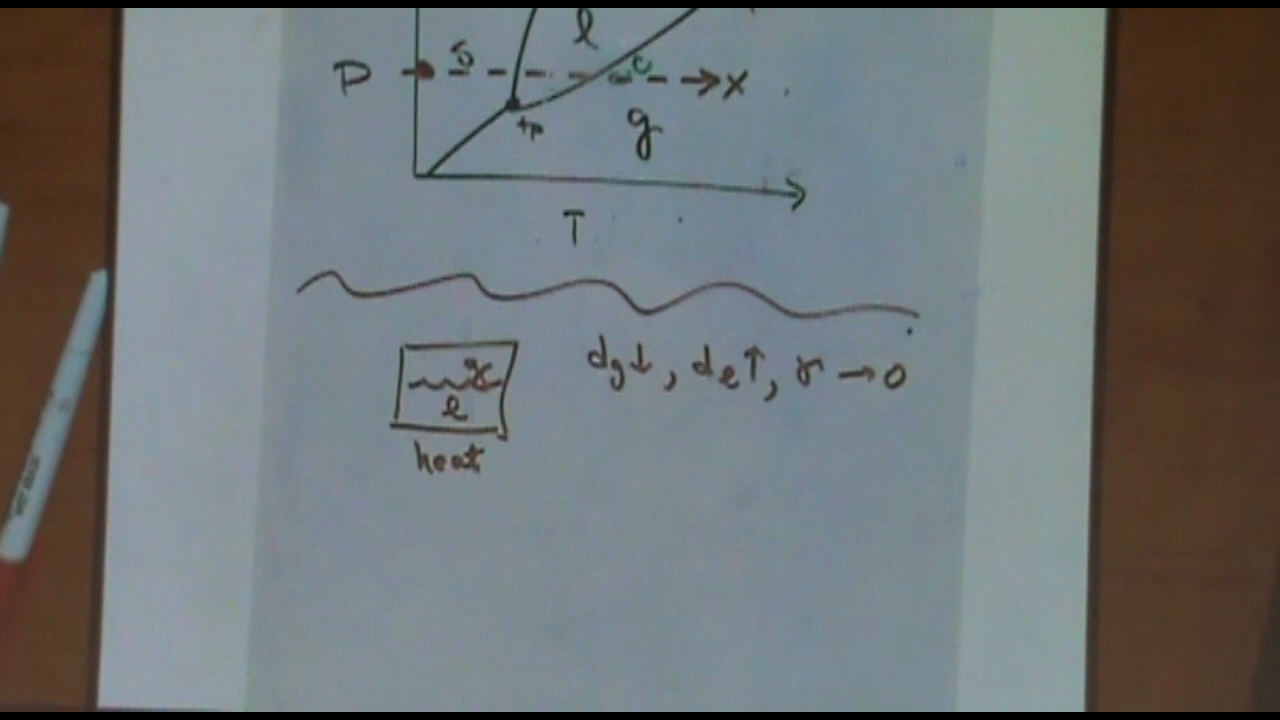 l
P s c X
tp g
T
g dg↓, dl↑, γ → 0
l
heat